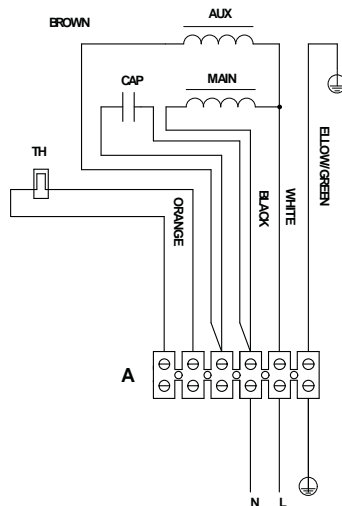 AUX
BROWN
CAP
MAIN
TH
ORANGE
BLACK
WHITE
ELLOW/GREEN
A
N
L